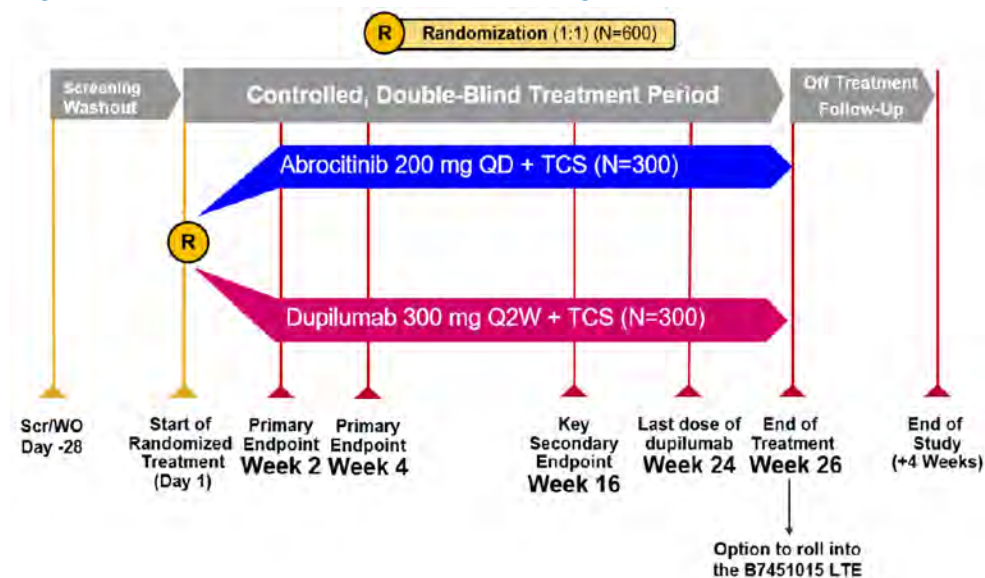 R Randomization (1:1) (N=600)
Screening
Washout
Controlled, Double-Blind Treatment Period
Off Treatment
Follow-Up
Abrocitinib 200 mg QD + TCS (N=300)
R
Dupilumab 300 mg Q2W + TCS (N=300)
Scr/WO
Day -28
Start of
Randomized
Treatment
(Day 1)
Primary
Endpoint
Week 2
Primary
Endpoint
Week 4
Key
Secondary
Endpoint
Week 16
Last dose of
dupilumab
Week 24
End of
Treatment
Week 26
End of
Study
(+4 Weeks)
Option to roll into
the B7451015 LTE